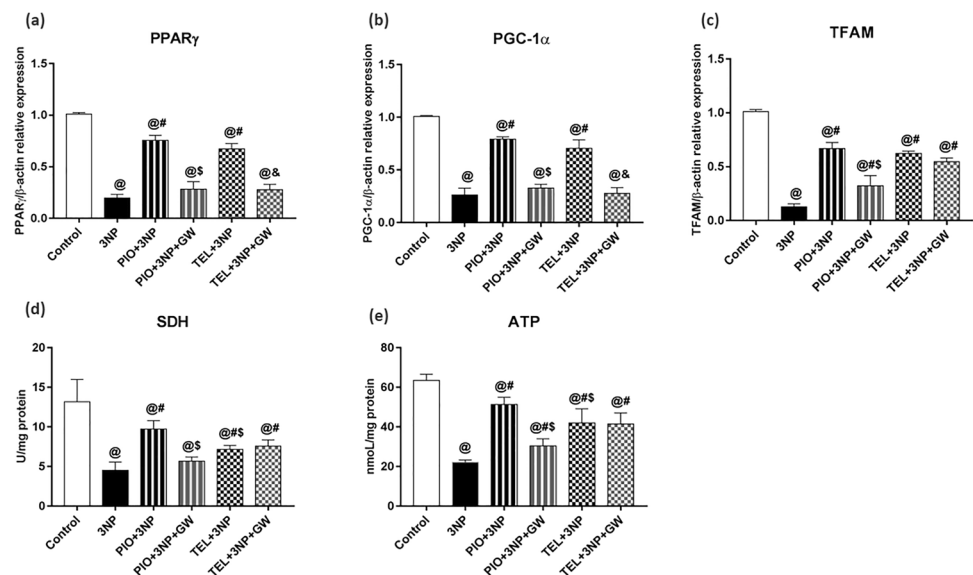 (a)
PPARγ
PPARγ/β-actin relative expression
1.5
1.0
0.5
0.0
@
@#
@$
@#
@&
Control
3NP
PIO+3NP
PIO+3NP+GW
TEL+3NP
TEL+3NP+GW
(b)
PGC-1α
PGC-1α/β-actin relative expression
1.5
1.0
0.5
0.0
@
@#
@$
@#
@&
Control
3NP
PIO+3NP
PIO+3NP+GW
TEL+3NP
TEL+3NP+GW
(c)
TFAM
TFAM/β-actin relative expression
1.5
1.0
0.5
0.0
@
@#
@#$
@#
@#
Control
3NP
PIO+3NP
PIO+3NP+GW
TEL+3NP
TEL+3NP+GW
(d)
SDH
U/mg protein
20
15
10
5
0
@
@#
@$
@#$
@#
Control
3NP
PIO+3NP
PIO+3NP+GW
TEL+3NP
TEL+3NP+GW
(e)
ATP
nmoL/mg protein
80
60
40
20
0
@
@#
@#$
@#$
@#
Control
3NP
PIO+3NP
PIO+3NP+GW
TEL+3NP
TEL+3NP+GW